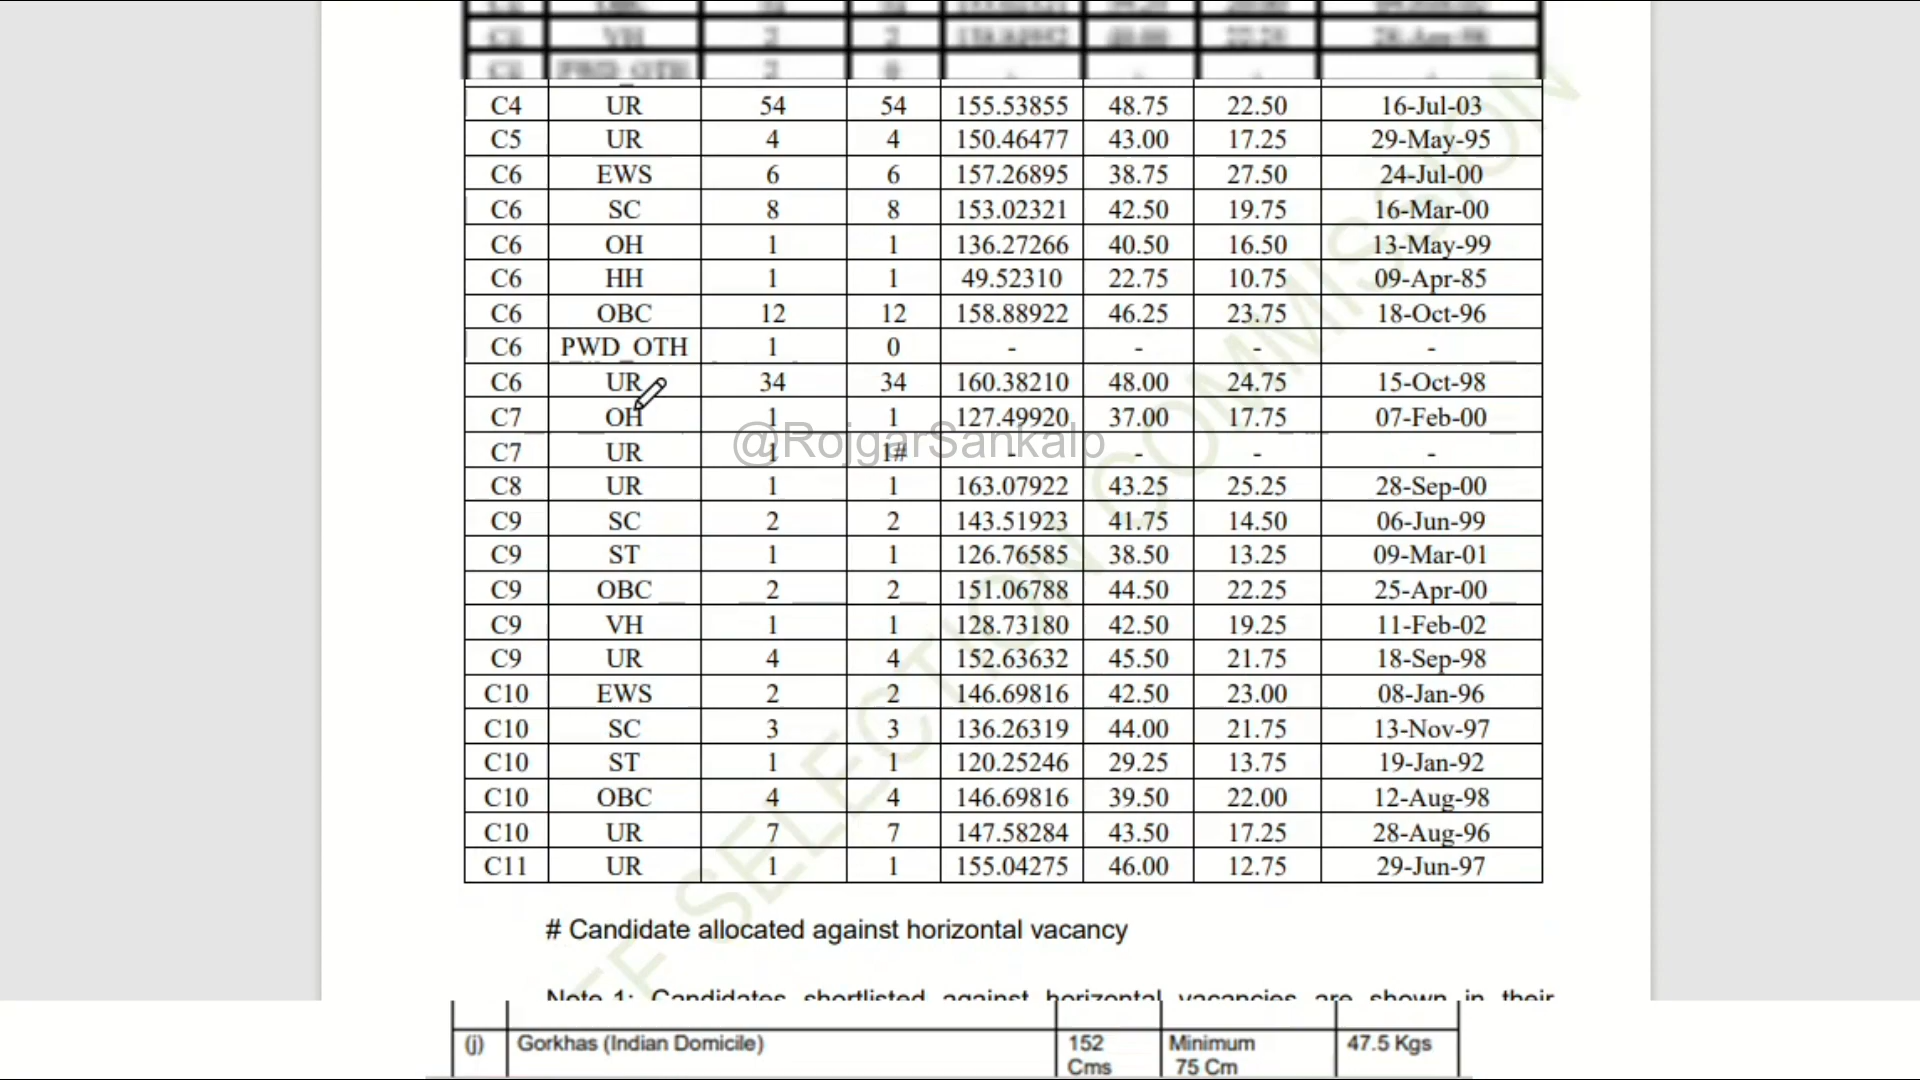 C4 UR 54 54 155.53855 48.75 22.50 16-Jul-03
C5 UR 4 4 150.46477 43.00 17.25 29-May-95
C6 EWS 6 6 157.26895 38.75 27.50 24-Jul-00
C6 SC 8 8 153.02321 42.50 19.75 16-Mar-00
C6 OH 1 1 136.27266 40.50 16.50 13-May-99
C6 HH 1 1 49.52310 22.75 10.75 09-Apr-85
C6 OBC 12 12 158.88922 46.25 23.75 18-Oct-96
C6 PWD_OTH 1 0 - - - -
C6 UR 34 34 160.38210 48.00 24.75 15-Oct-98
C7 OH 1 1 127.49920 37.00 17.75 07-Feb-00
@RojgarSankalp
C7 UR 1 1# - - - -
C8 UR 1 1 163.07922 43.25 25.25 28-Sep-00
C9 SC 2 2 143.51923 41.75 14.50 06-Jun-99
C9 ST 1 1 126.76585 38.50 13.25 09-Mar-01
C9 OBC 2 2 151.06788 44.50 22.25 25-Apr-00
C9 VH 1 1 128.73180 42.50 19.25 11-Feb-02
C9 UR 4 4 152.63632 45.50 21.75 18-Sep-98
C10 EWS 2 2 146.69816 42.50 23.00 08-Jan-96
C10 SC 3 3 136.26319 44.00 21.75 13-Nov-97
C10 ST 1 1 120.25246 29.25 13.75 19-Jan-92
C10 OBC 4 4 146.69816 39.50 22.00 12-Aug-98
C10 UR 7 7 147.58284 43.50 17.25 28-Aug-96
C11 UR 1 1 155.04275 46.00 12.75 29-Jun-97
SELECTION COMMISSION
# Candidate allocated against horizontal vacancy
Note 1: Candidates shortlisted against horizontal vacancies are shown in their
(j) Gorkhas (Indian Domicile) 152 Minimum 47.5 Kgs
Cms 75 Cm